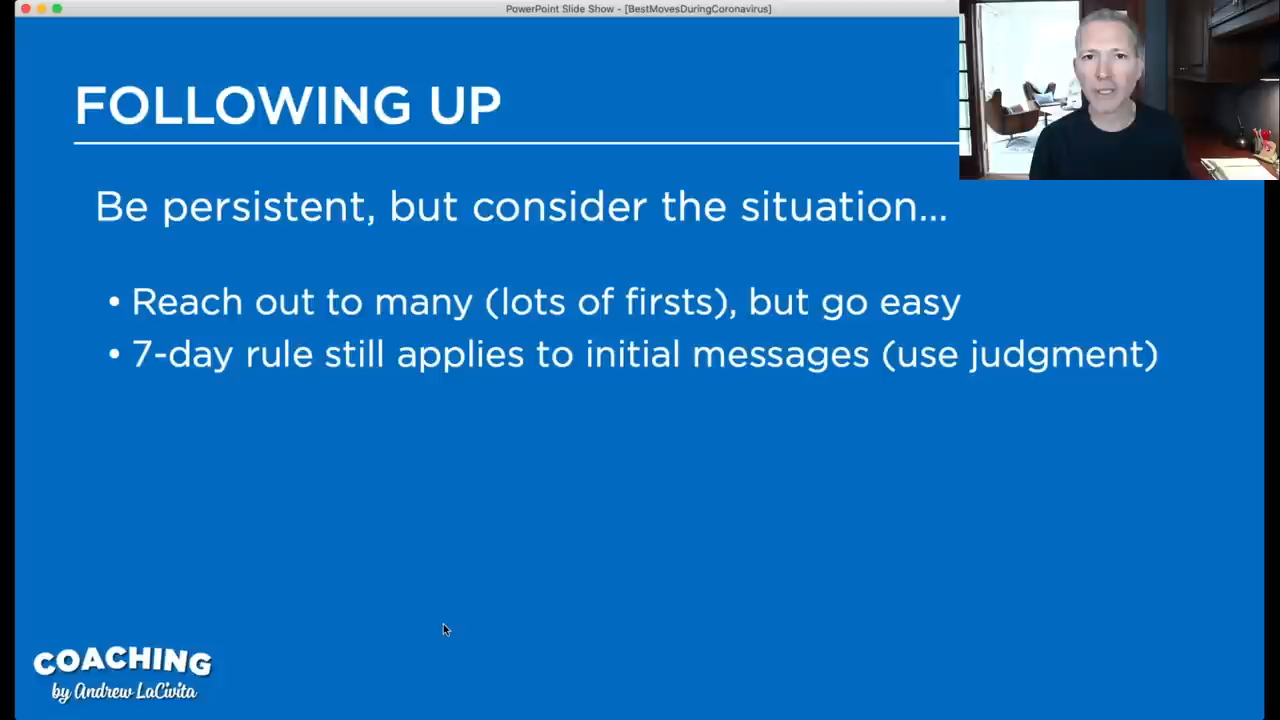 PowerPoint Slide Show - [BestMovesDuringCoronavirus]
FOLLOWING UP
Be persistent, but consider the situation...
• Reach out to many (lots of firsts), but go easy
• 7-day rule still applies to initial messages (use judgment)
COACHING
by Andrew LaCivita